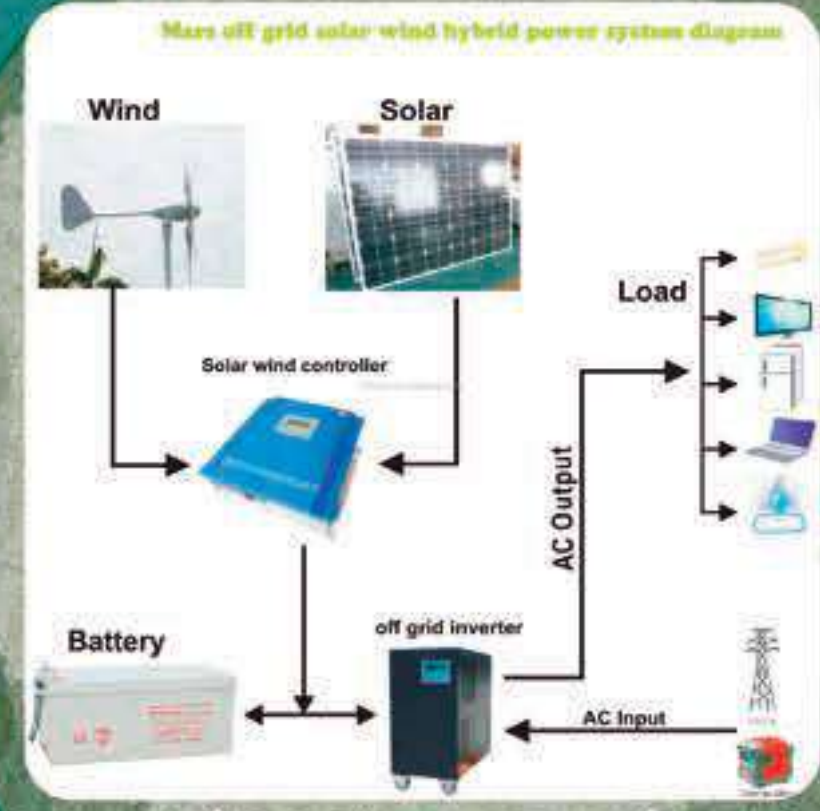 Mars off grid solar wind hybrid power system diagram
Wind
Solar
Load
Solar wind controller
AC Output
off grid inverter
Battery
AC Input